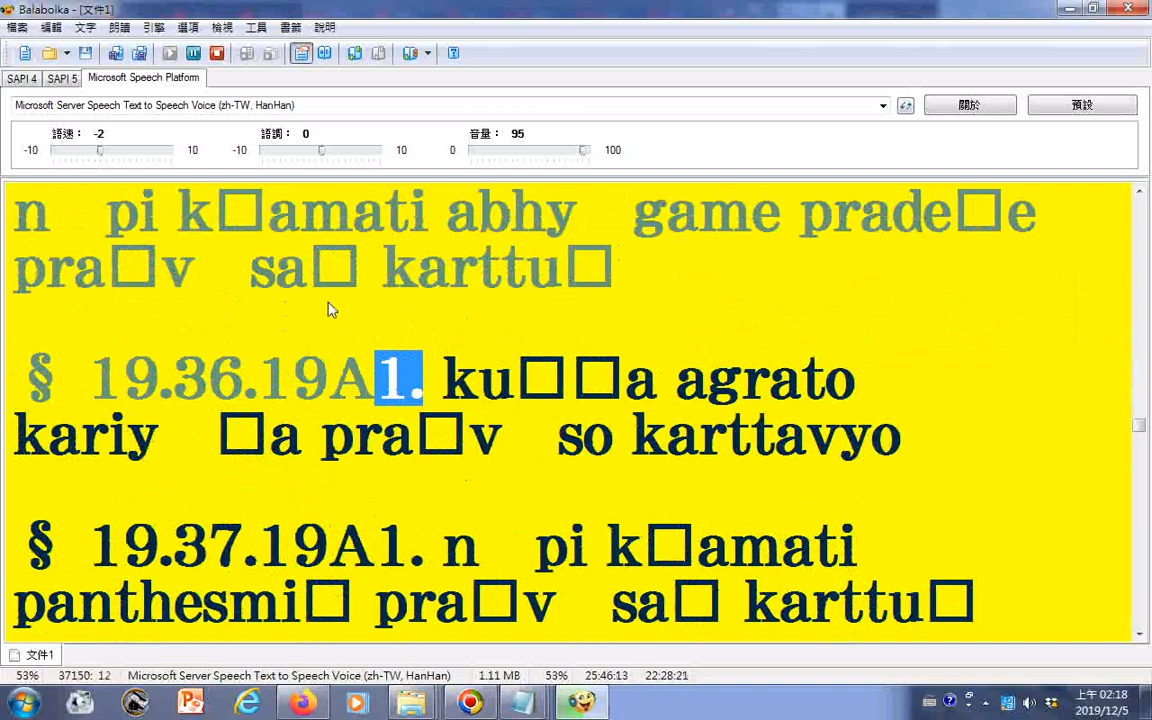 Balabolka - [文件1]
檔案 編輯 文字 朗讀 引擎 選項 檢視 工具 書籤 說明
SAPI 4 SAPI 5 Microsoft Speech Platform
Microsoft Server Speech Text to Speech Voice (zh-TW, HanHan) 關於 預設
語速： -2 語調： 0 音量： 95
-10 10 -10 10 0 100
n pi k□amati abhy game prade□e
pra□v sa□ karttu□
§ 19.36.19A1. ku□□a agrato
kariy □a pra□v so karttavyo
§ 19.37.19A1. n pi k□amati
panthesmi□ pra□v sa□ karttu□
文件1
53% 37150: 12 Microsoft Server Speech Text to Speech Voice (zh-TW, HanHan) 1.11 MB 53% 25:46:13 22:28:21
上午 02:18
2019/12/5